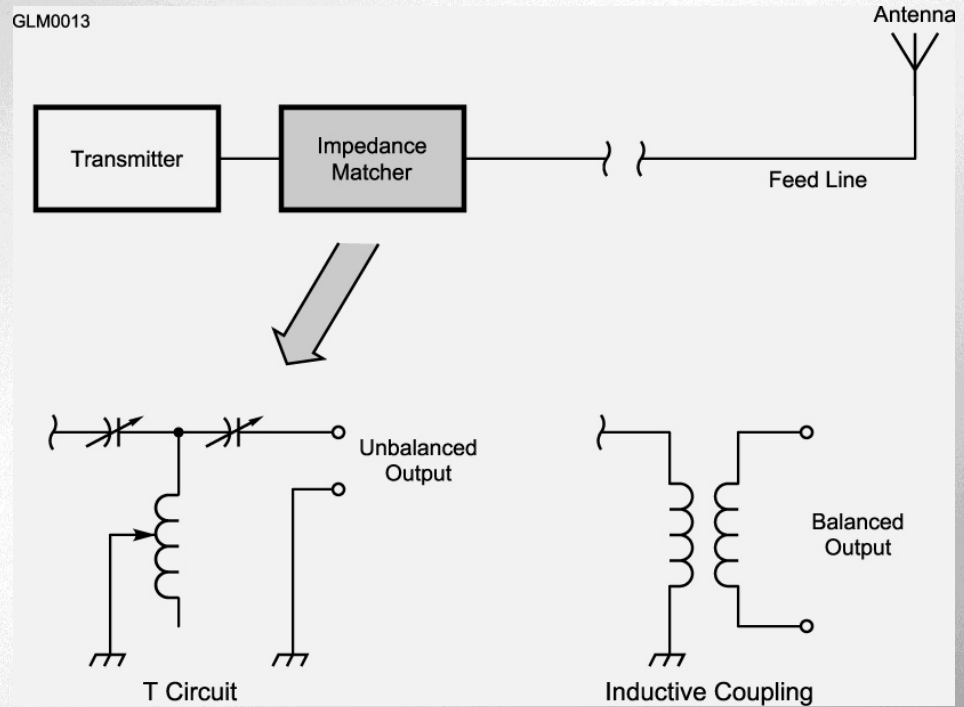 GLM0013
Antenna
Transmitter
Impedance
Matcher
Feed Line
Unbalanced
Output
Balanced
Output
T Circuit
Inductive Coupling